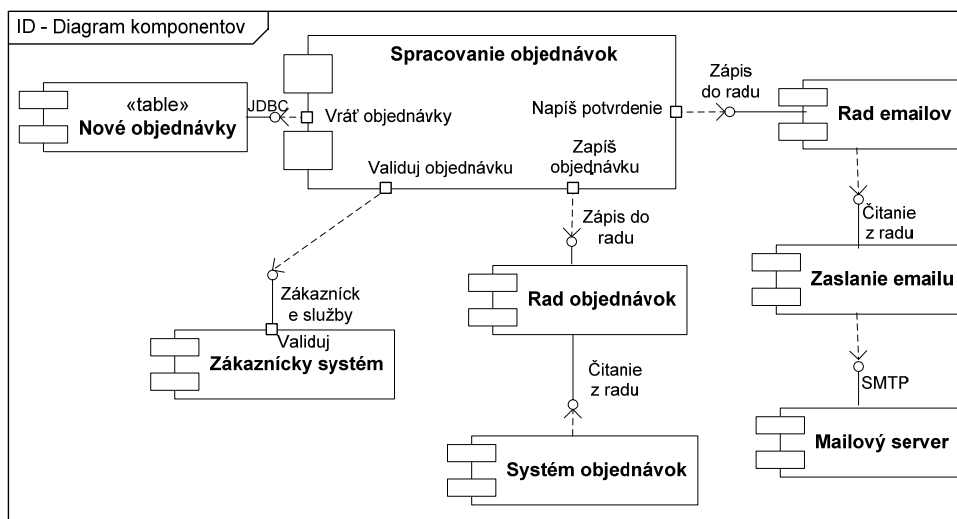 ID - Diagram komponentov
Spracovanie objednávok
«table»
Nové objednávky
JDBC
Vráť objednávky
Napíš potvrdenie
Zápis
do radu
Rad emailov
Validuj objednávku
Zapíš
objednávku
Zápis do
radu
Čítanie
z radu
Zákazníck
e služby
Rad objednávok
Zaslanie emailu
Validuj
Zákaznícky systém
Čítanie
z radu
SMTP
Systém objednávok
Mailový server